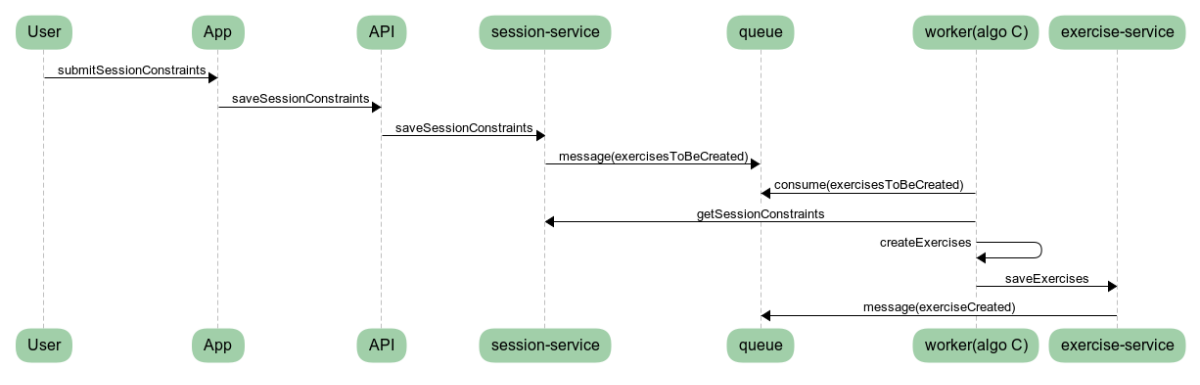 User
App
API
session-service
queue
worker(algo C)
exercise-service
submitSessionConstraints
saveSessionConstraints
saveSessionConstraints
message(exercisesToBeCreated)
consume(exercisesToBeCreated)
getSessionConstraints
createExercises
saveExercises
message(exerciseCreated)
User
App
API
session-service
queue
worker(algo C)
exercise-service